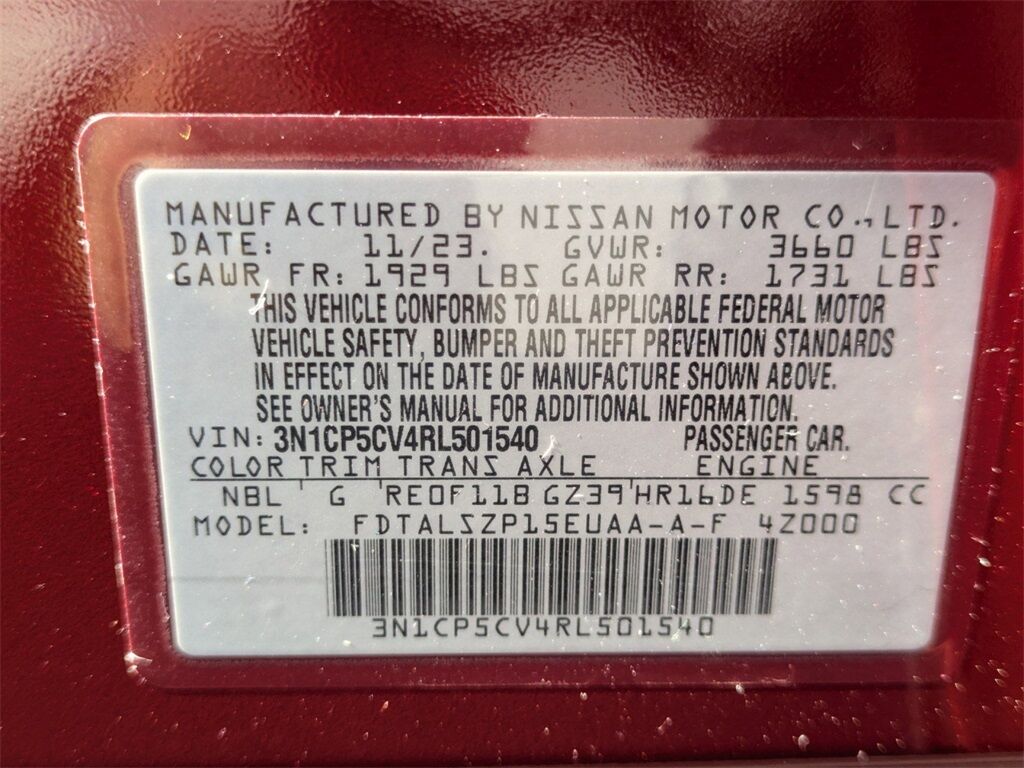 MANUFACTURED BY NISSAN MOTOR CO.,LTD.
DATE: 11/23. GVWR: 3660 LBS
GAWR FR: 1929 LBS GAWR RR: 1731 LBS
THIS VEHICLE CONFORMS TO ALL APPLICABLE FEDERAL MOTOR
VEHICLE SAFETY, BUMPER AND THEFT PREVENTION STANDARDS
IN EFFECT ON THE DATE OF MANUFACTURE SHOWN ABOVE.
SEE OWNER'S MANUAL FOR ADDITIONAL INFORMATION.
VIN: 3N1CP5CV4RL501540 PASSENGER CAR.
COLOR TRIM TRANS AXLE ENGINE
NBL G RE0F11B GZ39 HR16DE 1598 CC
MODEL: FDTALSZP15EUAA-A-F 4Z000
3N1CP5CV4RL501540